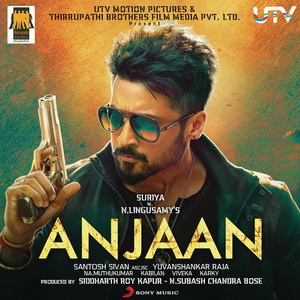 UTV MOTION PICTURES &
THIRRUPATHI BROTHERS FILM MEDIA PVT. LTD.
Present
UTV
SURIYA
IN
N.LINGUSAMY'S
ANJAAN
SANTOSH SIVAN ASC,ISC YUVANSHANKAR RAJA
NA.MUTHUKUMAR KABILAN VIVEKA KARKY
PRODUCED BY SIDDHARTH ROY KAPUR - N.SUBASH CHANDRA BOSE
SONY MUSIC